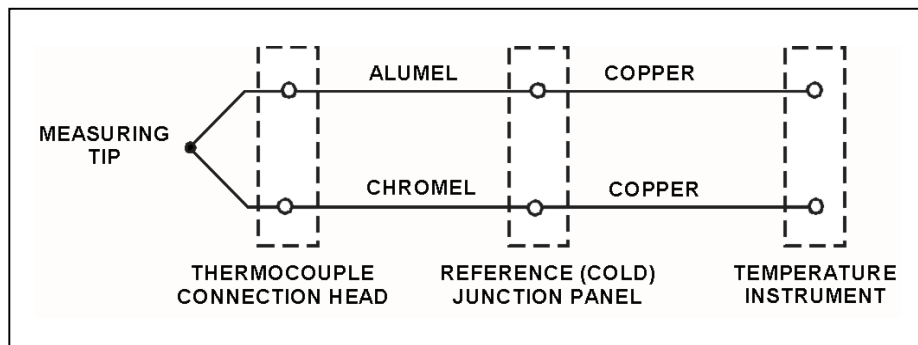 ALUMEL
COPPER
MEASURING
TIP
CHROMEL
COPPER
THERMOCOUPLE
CONNECTION HEAD
REFERENCE (COLD)
JUNCTION PANEL
TEMPERATURE
INSTRUMENT